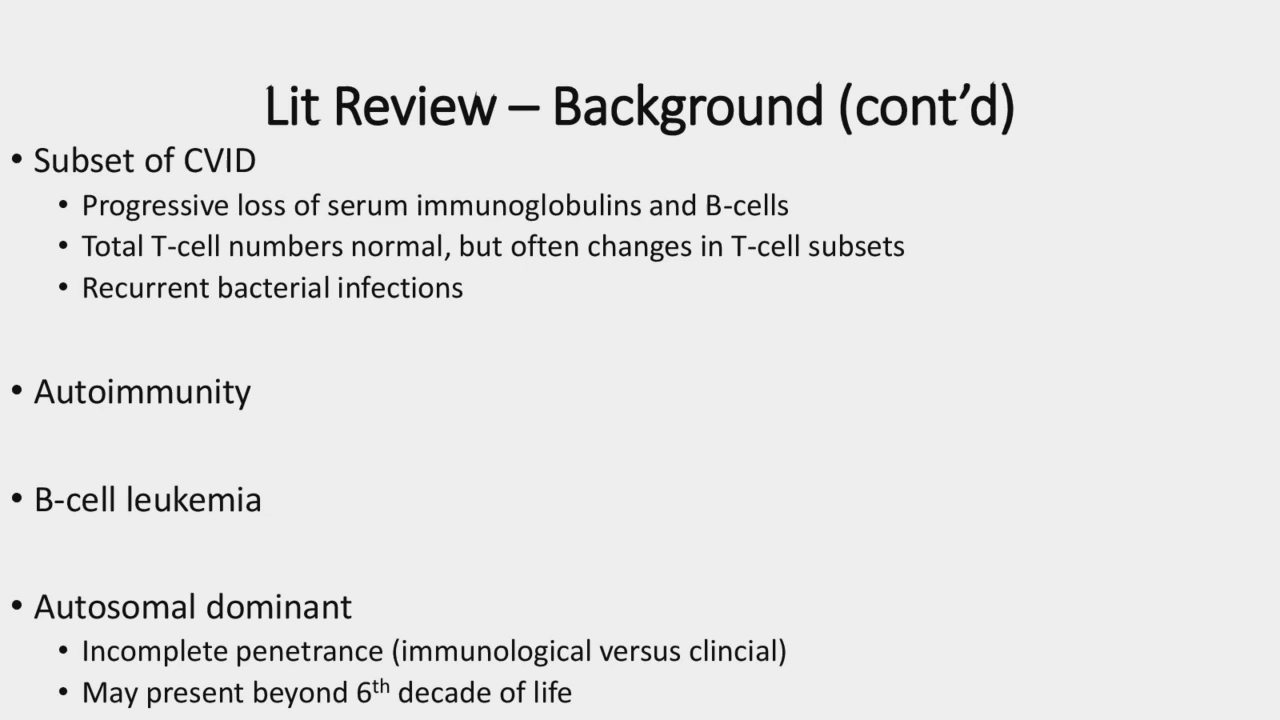 Lit Review – Background (cont’d)
• Subset of CVID
• Progressive loss of serum immunoglobulins and B-cells
• Total T-cell numbers normal, but often changes in T-cell subsets
• Recurrent bacterial infections
• Autoimmunity
• B-cell leukemia
• Autosomal dominant
• Incomplete penetrance (immunological versus clincial)
• May present beyond 6th decade of life